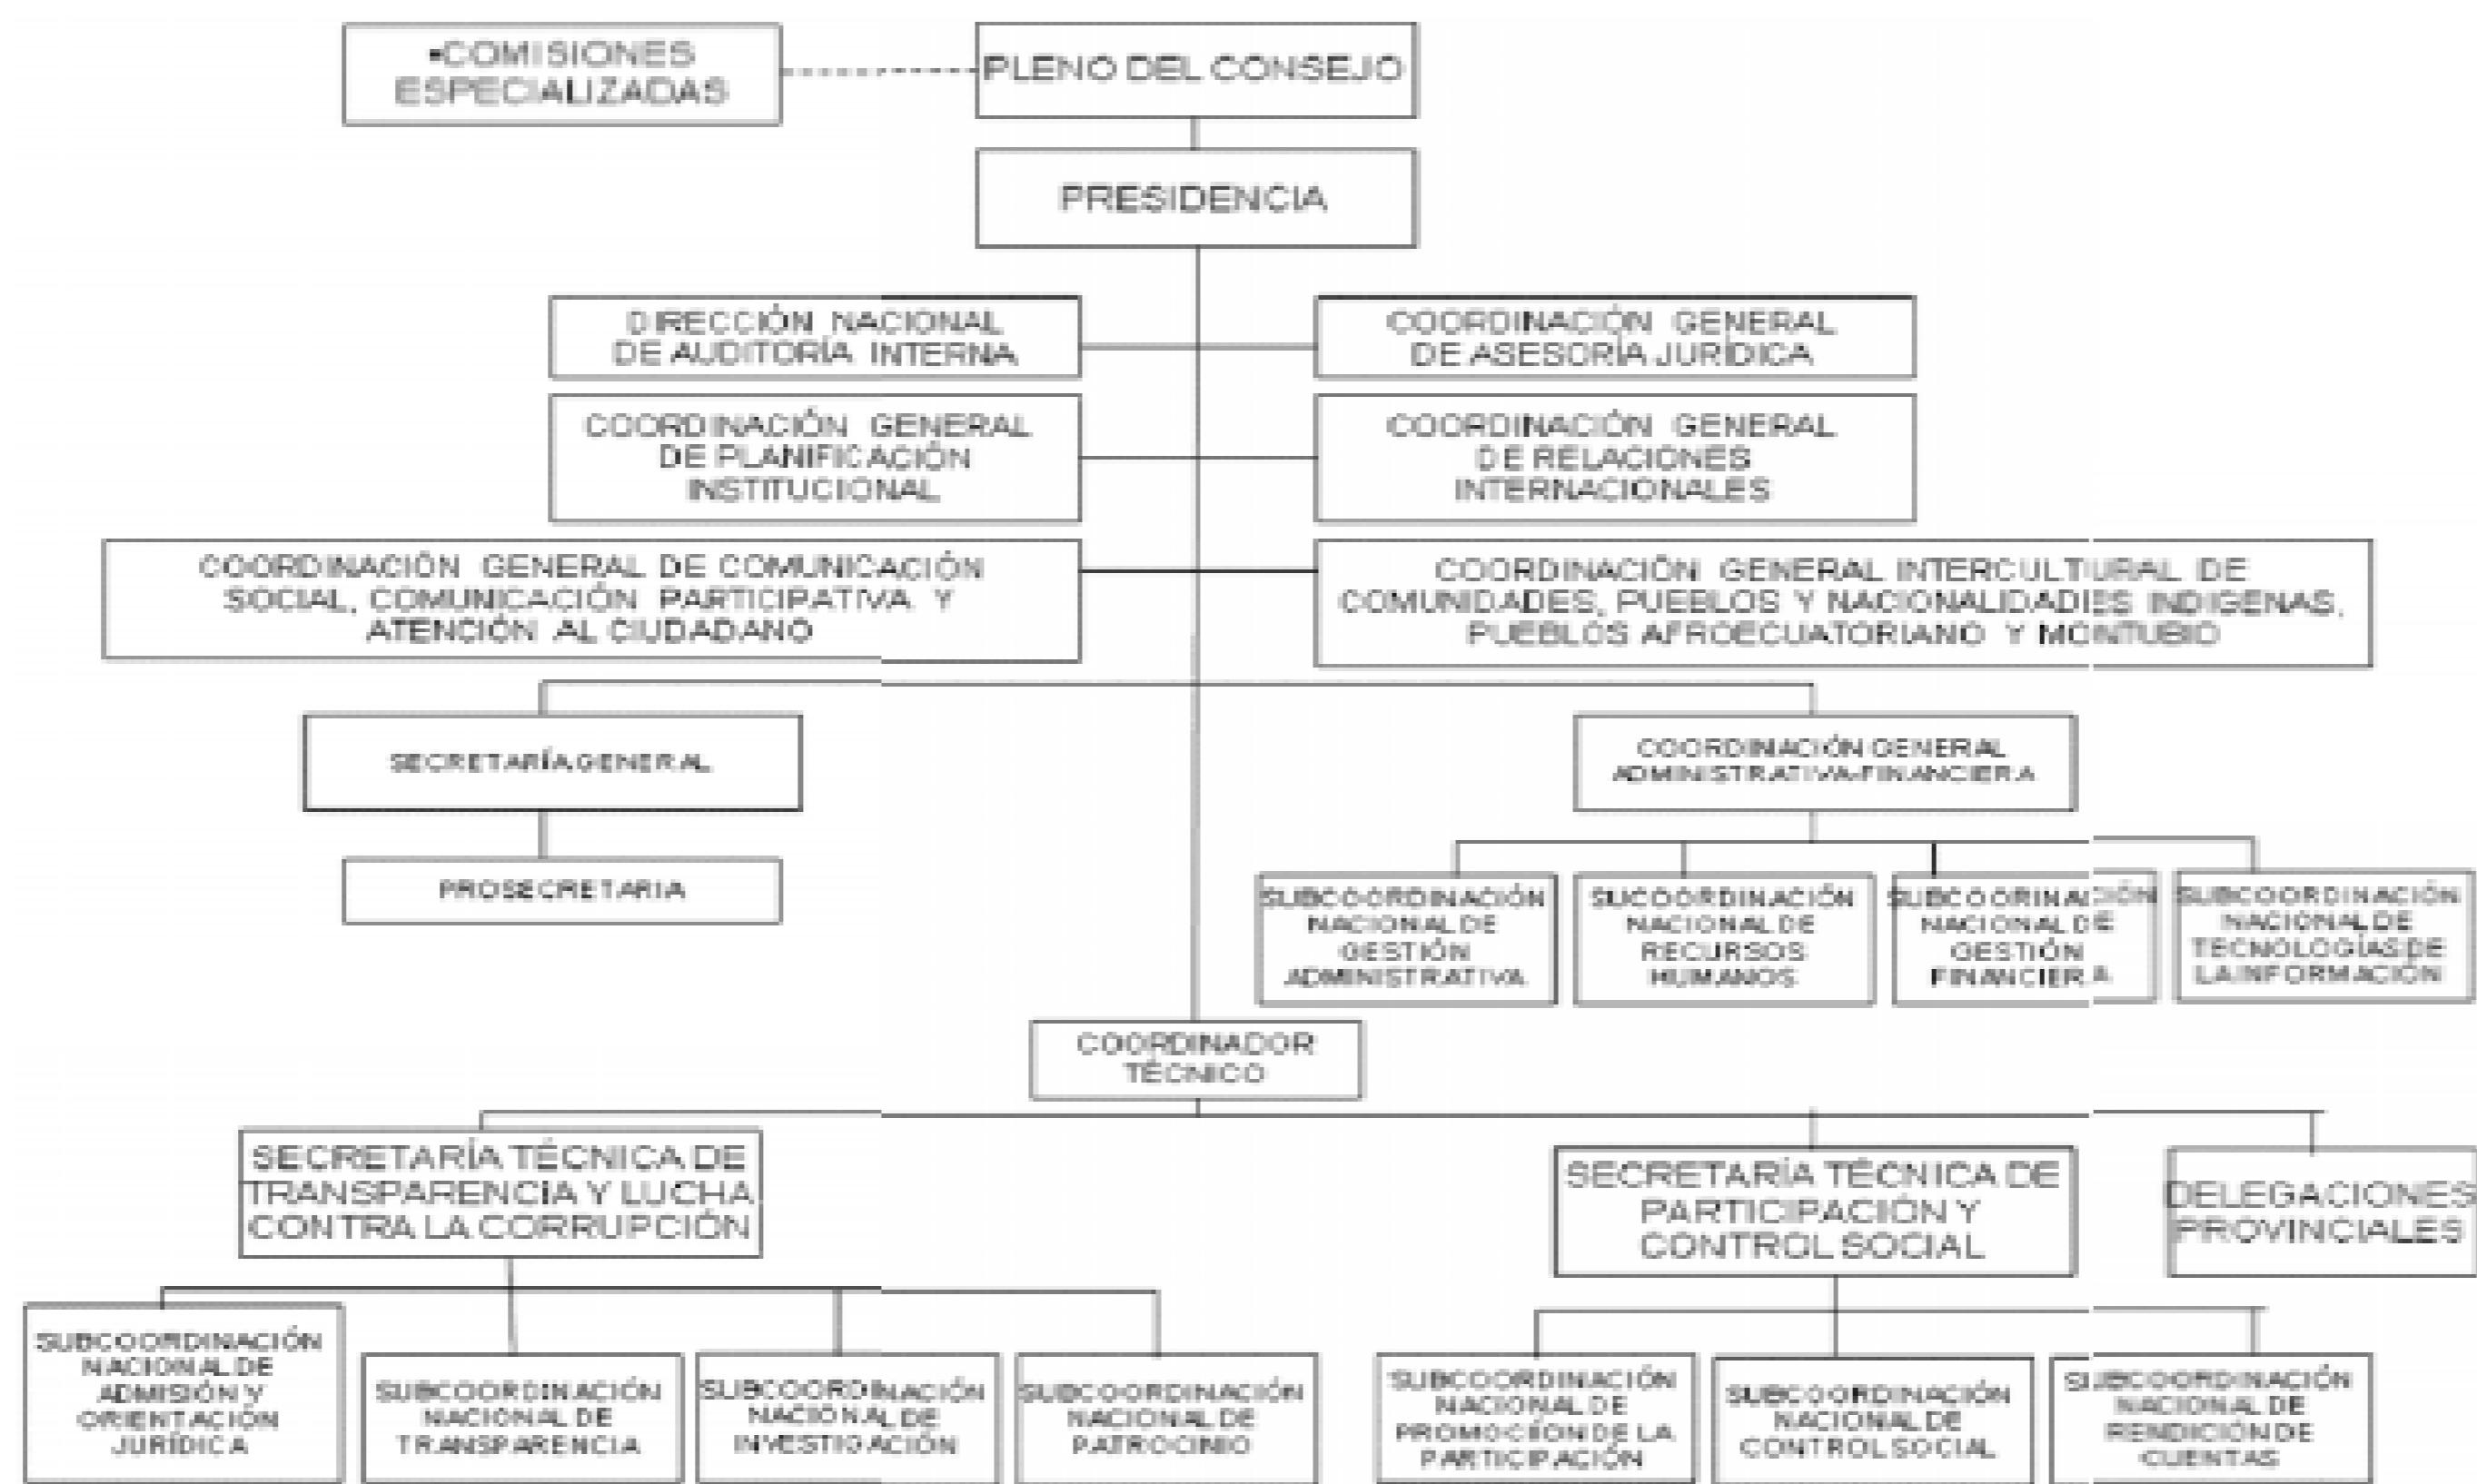 •COMISIONES
ESPECIALIZADAS
PLENO DEL CONSEJO
PRESIDENCIA
DIRECCIÓN NACIONAL
DE AUDITORÍA INTERNA
COORDINACIÓN GENERAL
DE ASESORÍA JURÍDICA
COORDINACIÓN GENERAL
DE PLANIFICACIÓN
INSTITUCIONAL
COORDINACIÓN GENERAL
DE RELACIONES
INTERNACIONALES
COORDINACIÓN GENERAL DE COMUNICACIÓN
SOCIAL, COMUNICACIÓN PARTICIPATIVA Y
ATENCIÓN AL CIUDADANO
COORDINACIÓN GENERAL INTERCULTURAL DE
COMUNIDADES, PUEBLOS Y NACIONALIDADES INDIGENAS,
PUEBLOS AFROECUATORIANO Y MONTUBIO
SECRETARÍA GENERAL
COORDINACIÓN GENERAL
ADMINISTRATIVA-FINANCIERA
PROSECRETARIA
SUBCOORDINACIÓN
NACIONAL DE
GESTIÓN
ADMINISTRATIVA
SUCOORDINACIÓN
NACIONAL DE
RECURSOS
HUMANOS
SUBCOORINACIÓN
NACIONAL DE
GESTIÓN
FINANCIERA
SUBCOORDINACIÓN
NACIONAL DE
TECNOLOGÍAS DE
LA INFORMACIÓN
COORDINADOR
TÉCNICO
SECRETARÍA TÉCNICA DE
TRANSPARENCIA Y LUCHA
CONTRA LA CORRUPCIÓN
SECRETARÍA TÉCNICA DE
PARTICIPACIÓN Y
CONTROL SOCIAL
DELEGACIONES
PROVINCIALES
SUBCOORDINACIÓN
NACIONAL DE
ADMISIÓN Y
ORIENTACIÓN
JURÍDICA
SUBCOORDINACIÓN
NACIONAL DE
TRANSPARENCIA
SUBCOORDINACIÓN
NACIONAL DE
INVESTIGACIÓN
SUBCOORDINACIÓN
NACIONAL DE
PATROCINIO
SUBCOORDINACIÓN
NACIONAL DE
PROMOCIÓN DE LA
PARTICIPACIÓN
SUBCOORDINACIÓN
NACIONAL DE
CONTROL SOCIAL
SUBCOORDINACIÓN
NACIONAL DE
RENDICIÓN DE
CUENTAS